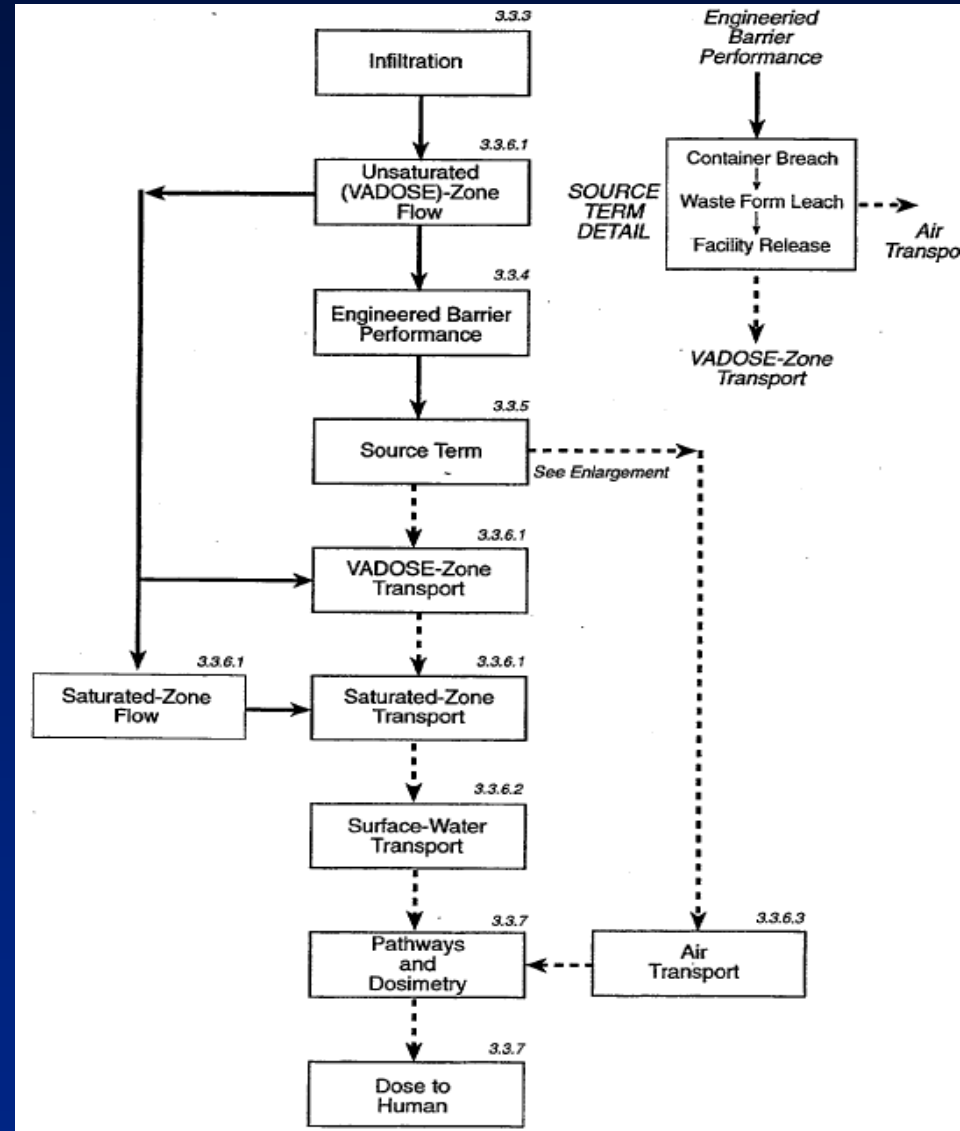 3.3.3
Infiltration
3.3.6.1
Unsaturated
(VADOSE)-Zone
Flow
3.3.4
Engineered Barrier
Performance
3.3.5
Source Term
See Enlargement
3.3.6.1
VADOSE-Zone
Transport
3.3.6.1
Saturated-Zone
Flow
3.3.6.1
Saturated-Zone
Transport
3.3.6.2
Surface-Water
Transport
3.3.7
Pathways
and
Dosimetry
3.3.6.3
Air
Transport
3.3.7
Dose to
Human
Engineeried
Barrier
Performance
SOURCE
TERM
DETAIL
Container Breach
Waste Form Leach
Facility Release
Air
Transpo
VADOSE-Zone
Transport